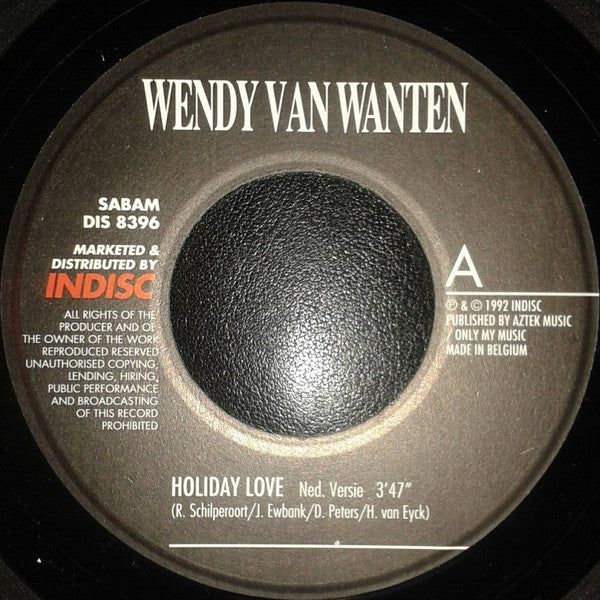 WENDY VAN WANTEN
SABAM
DIS 8396
MARKETED &
DISTRIBUTED BY
INDISC
ALL RIGHTS OF THE
PRODUCER AND OF
THE OWNER OF THE WORK
REPRODUCED RESERVED
UNAUTHORISED COPYING,
LENDING, HIRING,
PUBLIC PERFORMANCE
AND BROADCASTING
OF THIS RECORD
PROHIBITED
A
℗ & © 1992 INDISC
PUBLISHED BY AZTEK MUSIC
/ ONLY MY MUSIC
MADE IN BELGIUM
HOLIDAY LOVE Ned. Versie 3'47"
(R. Schilperoort/J. Ewbank/D. Peters/H. van Eyck)